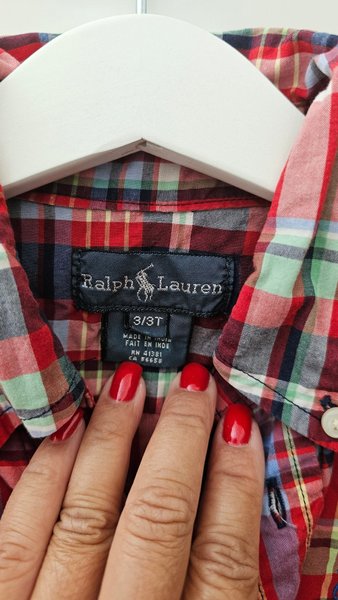 Ralph Lauren
3/3T
MADE IN INDIA
FAIT EN INDE
RN 41381
CA 56658